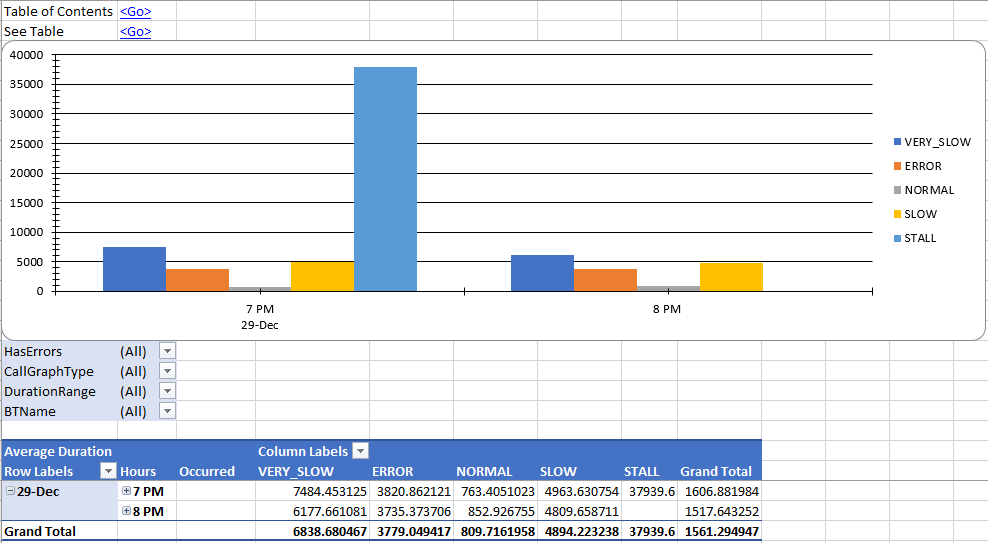 Table of Contents <Go>
See Table <Go>
40000
35000
30000
25000
20000
15000
10000
5000
0
7 PM 8 PM
29-Dec
VERY_SLOW
ERROR
NORMAL
SLOW
STALL
HasErrors (All)
CallGraphType (All)
DurationRange (All)
BTName (All)
Average Duration Column Labels
Row Labels Hours Occurred VERY_SLOW ERROR NORMAL SLOW STALL Grand Total
29-Dec 7 PM 7484.453125 3820.862121 763.4051023 4963.630754 37939.6 1606.881984
8 PM 6177.661081 3735.373706 852.926755 4809.658711 1517.643252
Grand Total 6838.680467 3779.049417 809.7161958 4894.223238 37939.6 1561.294947